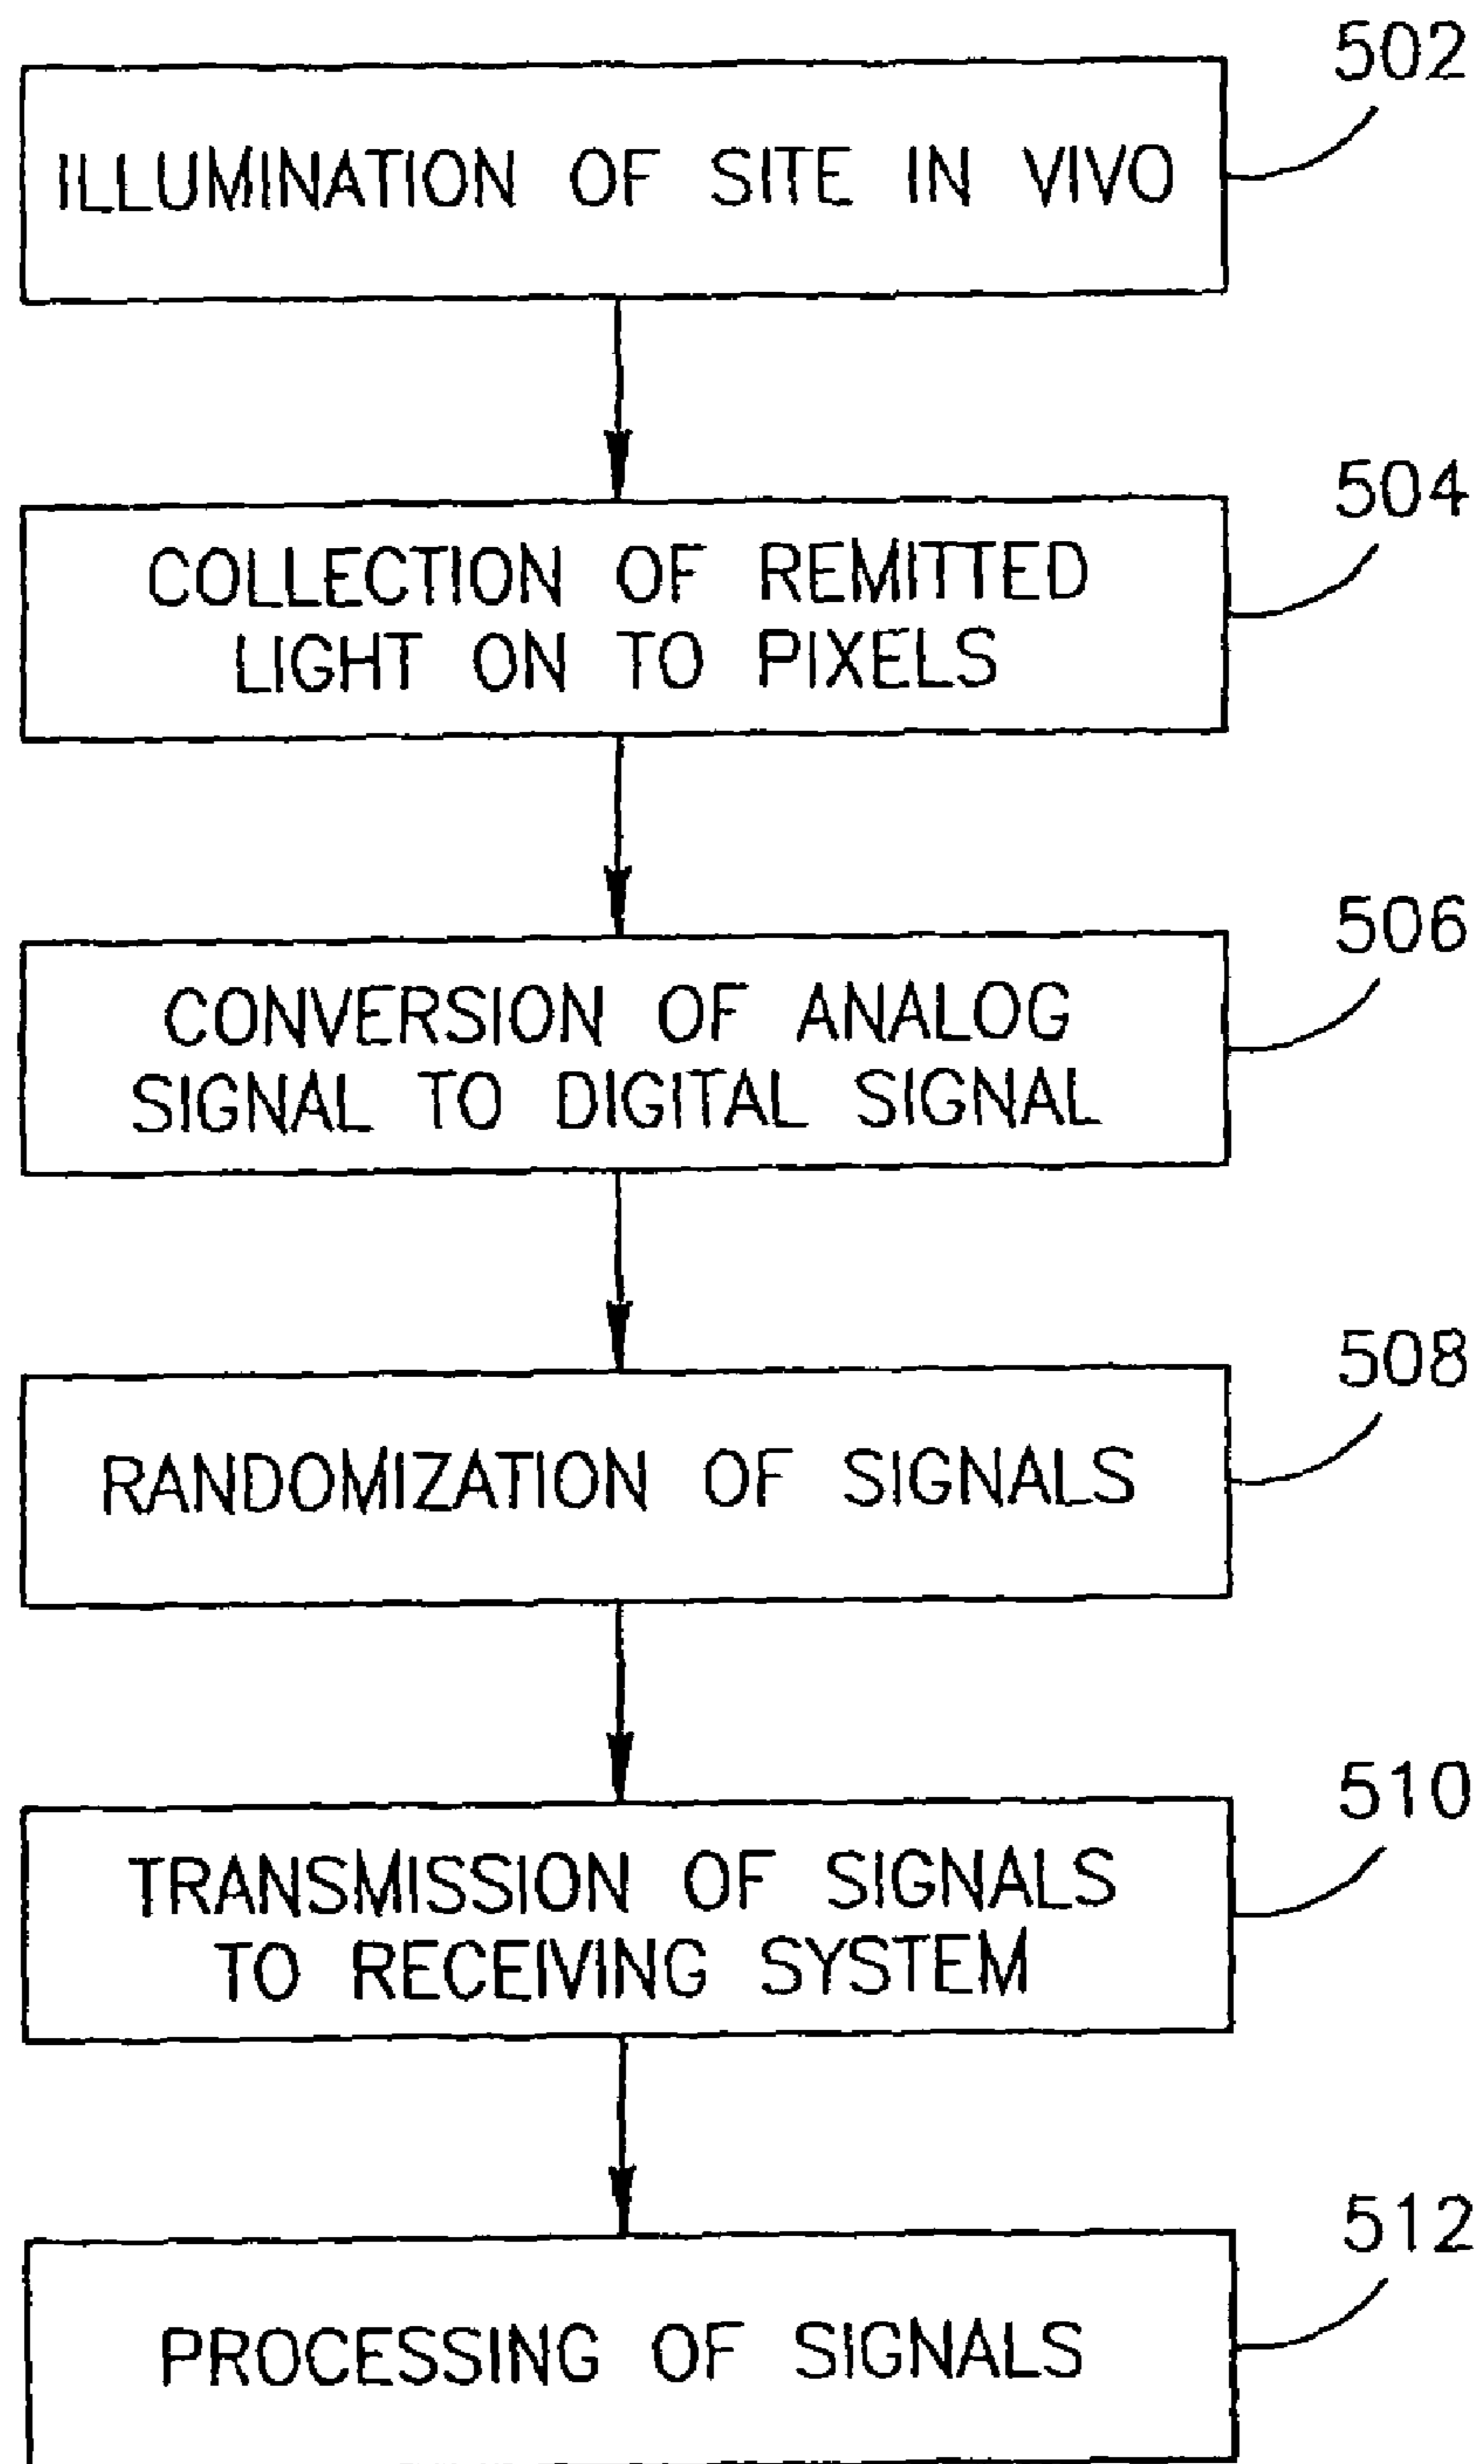 502
ILLUMINATION OF SITE IN VIVO
504
COLLECTION OF REMITTED
LIGHT ON TO PIXELS
506
CONVERSION OF ANALOG
SIGNAL TO DIGITAL SIGNAL
508
RANDOMIZATION OF SIGNALS
510
TRANSMISSION OF SIGNALS
TO RECEIVING SYSTEM
512
PROCESSING OF SIGNALS